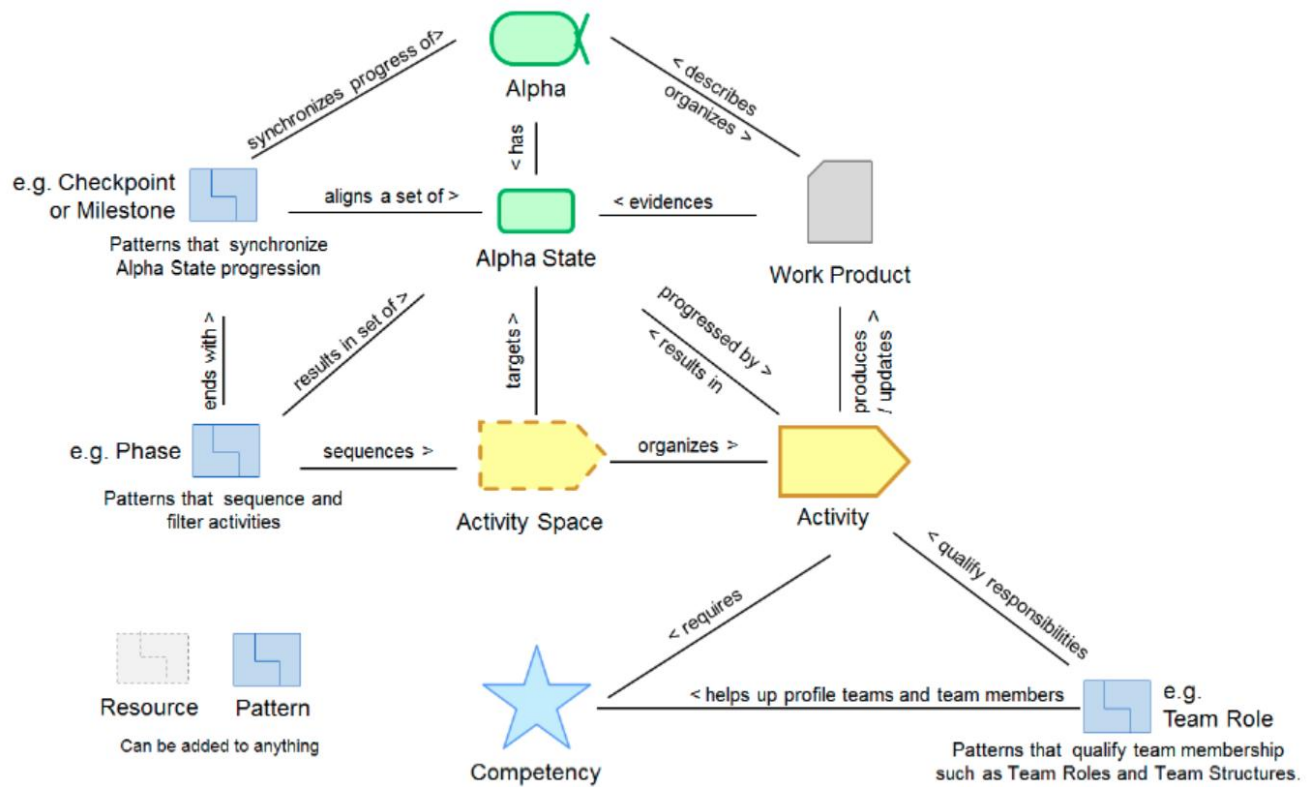 synchronizes progress of>
Alpha
< describes
organizes >
< has
e.g. Checkpoint
or Milestone
aligns a set of >
< evidences
Patterns that synchronize
Alpha State progression
Alpha State
Work Product
ends with >
results in set of >
targets >
progressed by >
< results in
produces >
/ updates
e.g. Phase
sequences >
organizes >
Patterns that sequence and
filter activities
Activity Space
Activity
< requires
< qualify responsibilities
Resource
Pattern
Can be added to anything
< helps up profile teams and team members
e.g.
Team Role
Competency
Patterns that qualify team membership
such as Team Roles and Team Structures.